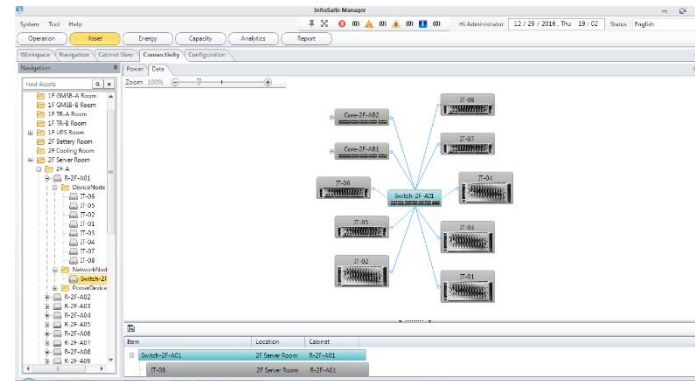 InfraSuite Manager
System Tool Help
(0) (0) (0) (0) Hi Administrator 12 / 29 / 2016 , Thu 19 : 02 Status English
Operation Asset Energy Capacity Analytics Report
Workspace Navigation Cabinet View Connectivity Configuration
Navigation
Power Data
Find Assets
Zoom 100%
1F GMSB-A Room
1F GMSB-B Room
1F TR-A Room
1F TR-B Room
1F UPS Room
2F Battery Room
2F Cooling Room
2F Server Room
2F-A
R-2F-A01
DeviceNode
IT-06
IT-05
IT-02
IT-01
IT-03
IT-04
IT-07
IT-08
NetworkNod
Switch-2F
PowerDevice
R-2F-A02
R-2F-A03
R-2F-A04
R-2F-A05
R-2F-A06
R-2F-A07
R-2F-A08
R-2F-A09
IT-08
Core-2F-AB2
IT-07
Core-2F-AB1
IT-06
IT-04
Switch-2F-A01
IT-05
IT-03
IT-02
IT-01
Item Location Cabinet
Switch-2F-A01 2F Server Room R-2F-A01
IT-06 2F Server Room R-2F-A01